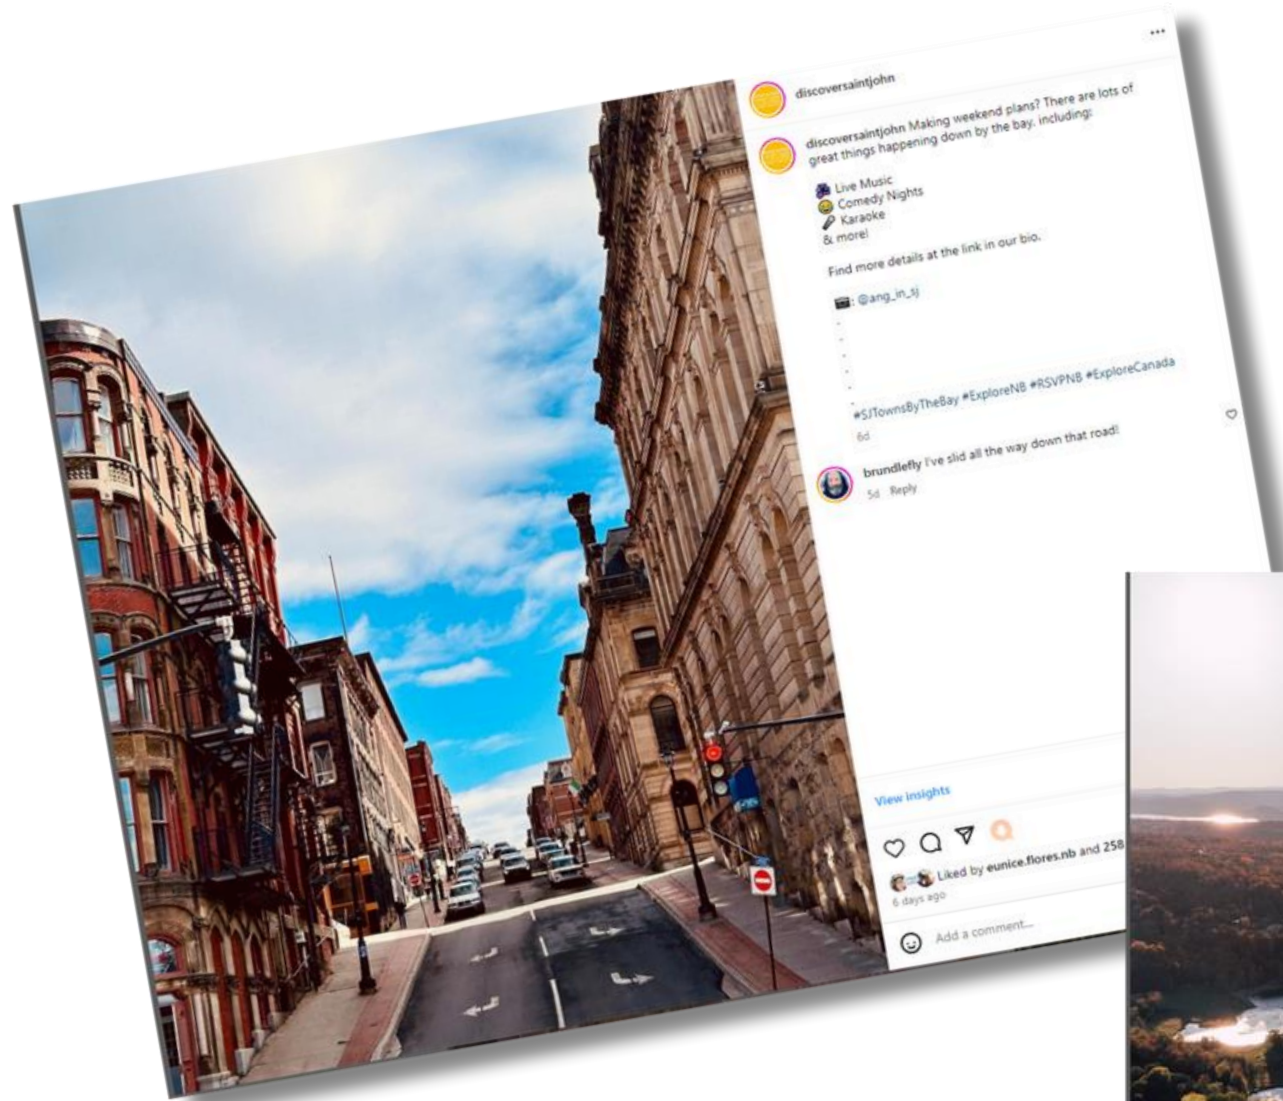 discoversaintjohn
discoversaintjohn Making weekend plans? There are lots of
great things happening down by the bay. including:
Live Music
Comedy Nights
Karaoke
& more!
Find more details at the link in our bio.
: @ang_in_sj
.
.
.
.
.
#SJTownsByTheBay #ExploreNB #RSVPNB #ExploreCanada
6d
brundlefly I've slid all the way down that road!
5d Reply
View insights
Liked by eunice.flores.nb and 258
6 days ago
Add a comment...